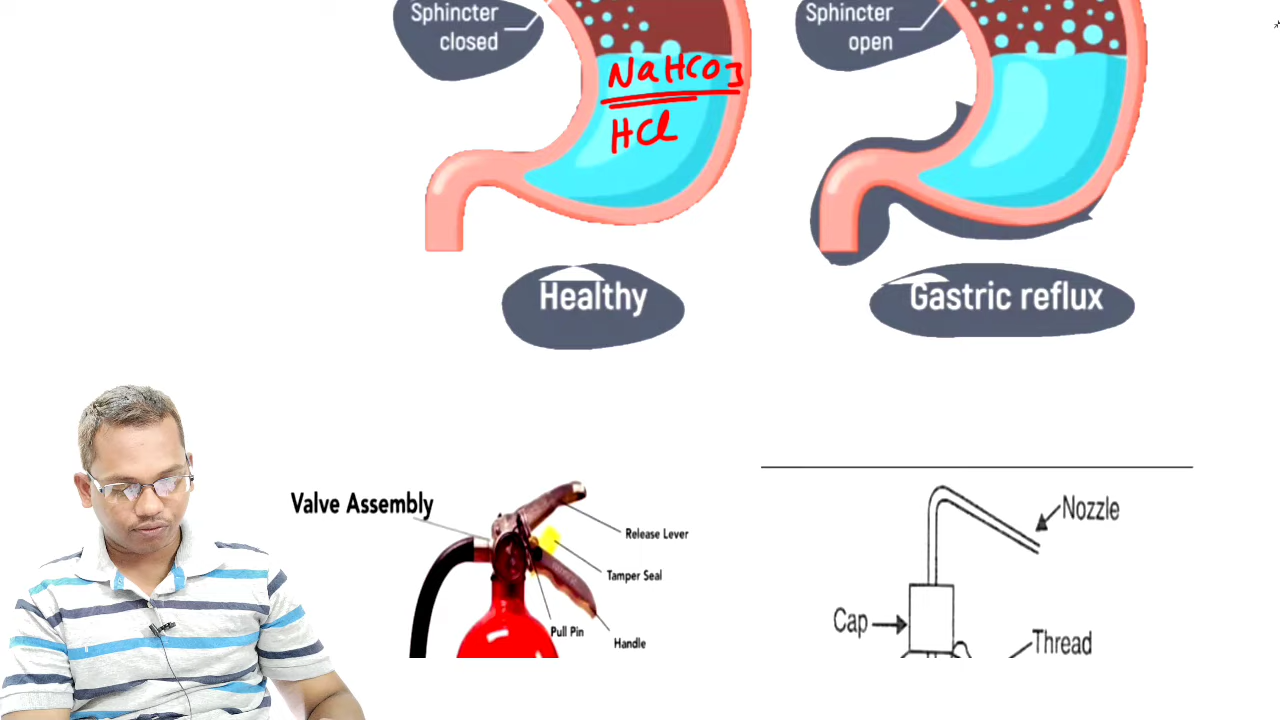 Sphincter
closed
Sphincter
open
NaHCO3
HCl
Healthy
Gastric reflux
Valve Assembly
Release Lever
Tamper Seal
Pull Pin
Handle
Nozzle
Cap
Thread